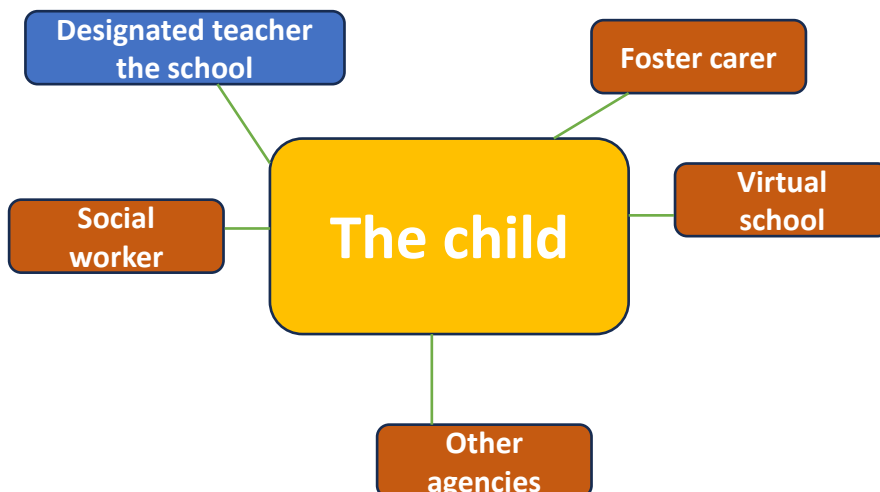 Designated teacher
the school
Foster carer
Virtual
school
Social
worker
The child
Other
agencies